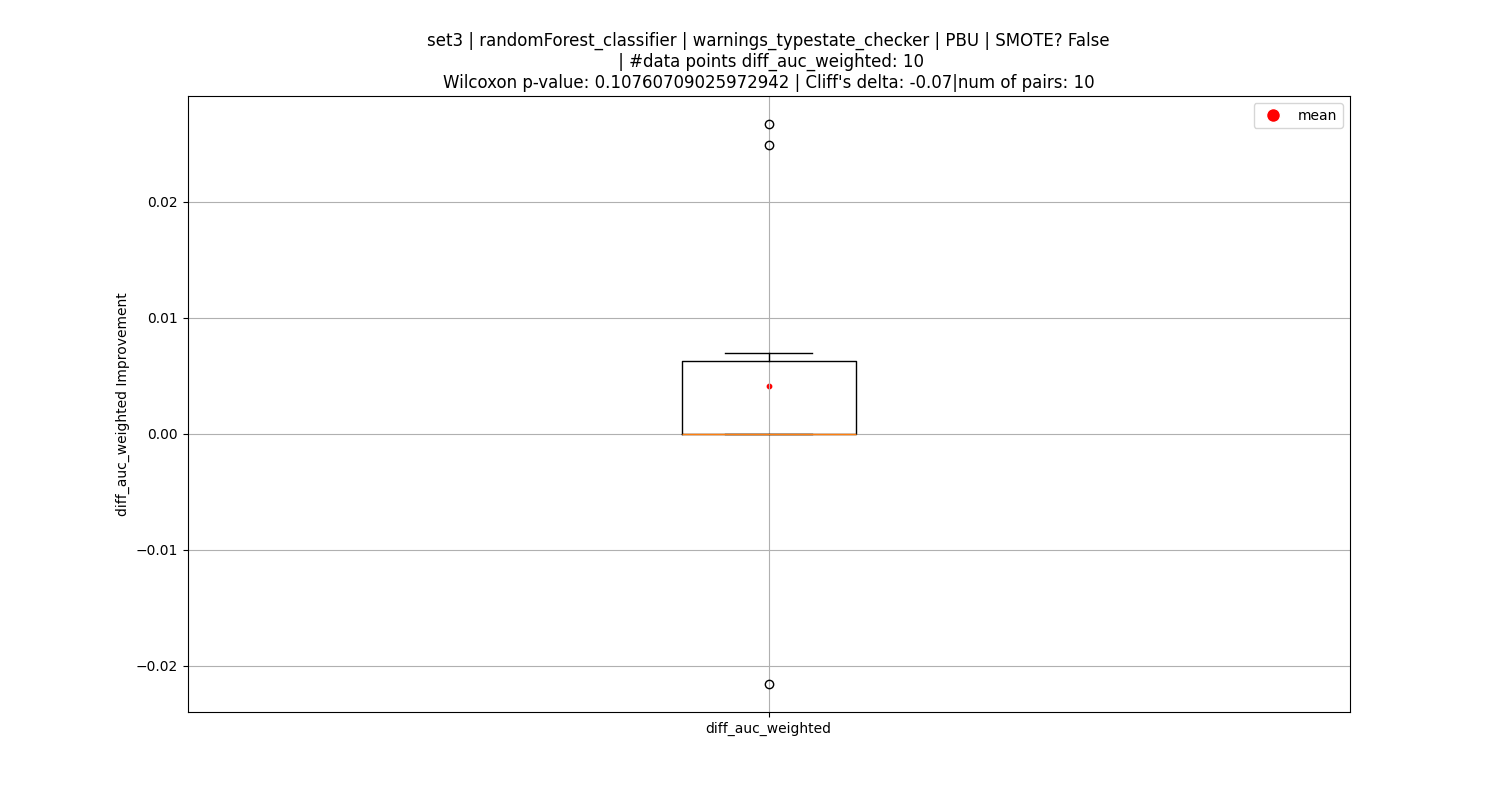 set3 | randomForest_classifier | warnings_typestate_checker | PBU | SMOTE? False
| #data points diff_auc_weighted: 10
Wilcoxon p-value: 0.10760709025972942 | Cliff's delta: -0.07|num of pairs: 10
mean
0.02
0.01
0.00
−0.01
−0.02
diff_auc_weighted Improvement
diff_auc_weighted